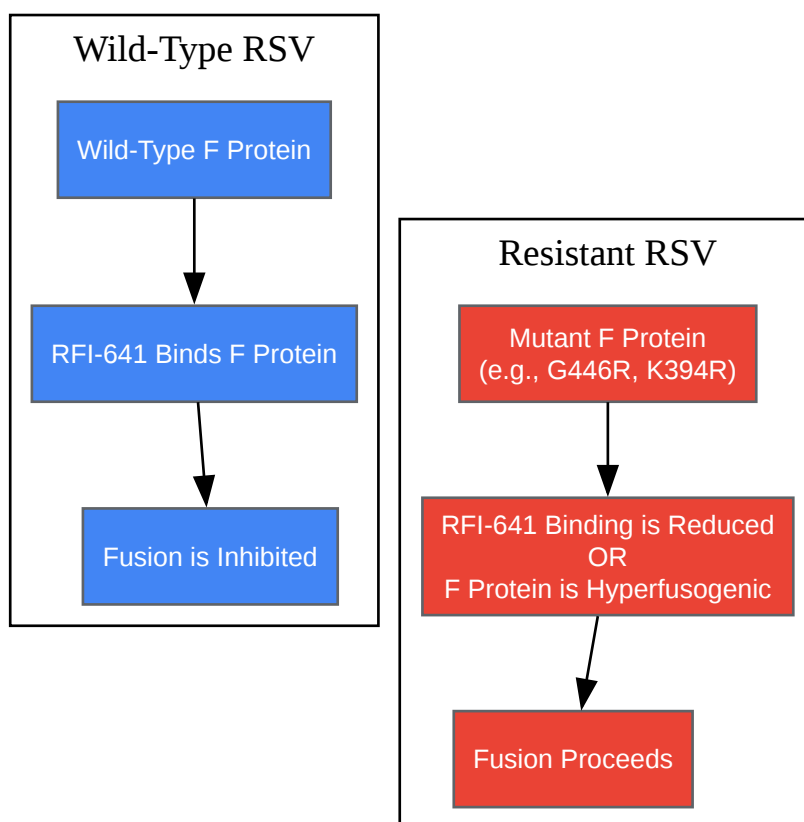 Wild-Type RSV
Wild-Type F Protein
RFI-641 Binds F Protein
Fusion is Inhibited
Resistant RSV
Mutant F Protein
(e.g., G446R, K394R)
RFI-641 Binding is Reduced
OR
F Protein is Hyperfusogenic
Fusion Proceeds